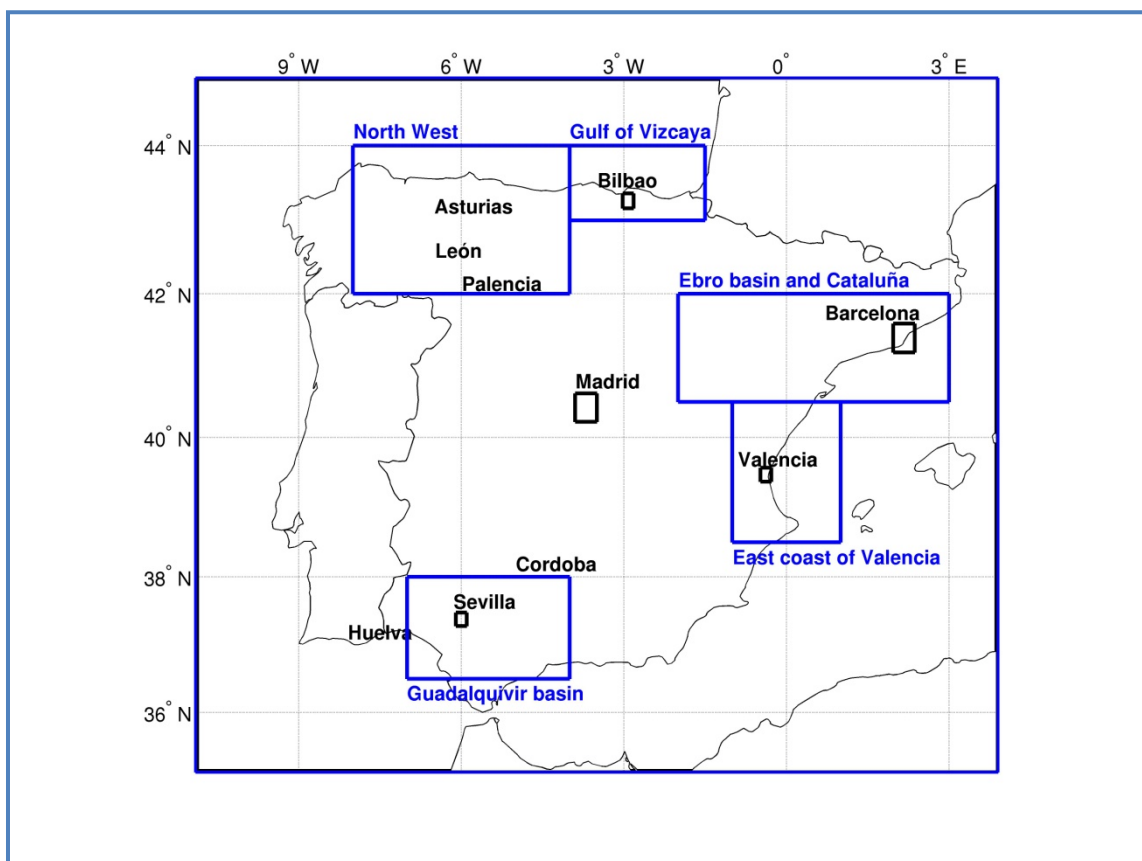 9° W 6° W 3° W 0° 3° E
44° N
North West
Gulf of Vizcaya
Bilbao
Asturias
León
Palencia
42° N
Ebro basin and Cataluña
Barcelona
Madrid
40° N
Valencia
East coast of Valencia
38° N
Cordoba
Sevilla
Huelva
Guadalquivir basin
36° N